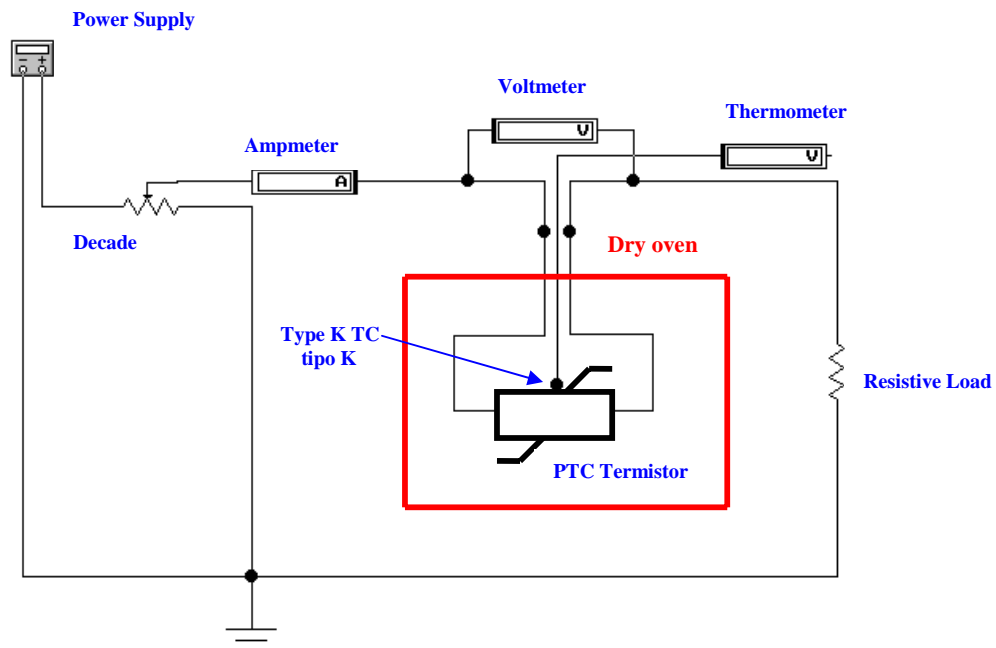 Power Supply
- +
Voltmeter
V
Thermometer
V
Ampmeter
A
Decade
Dry oven
Type K TC
tipo K
Resistive Load
PTC Termistor